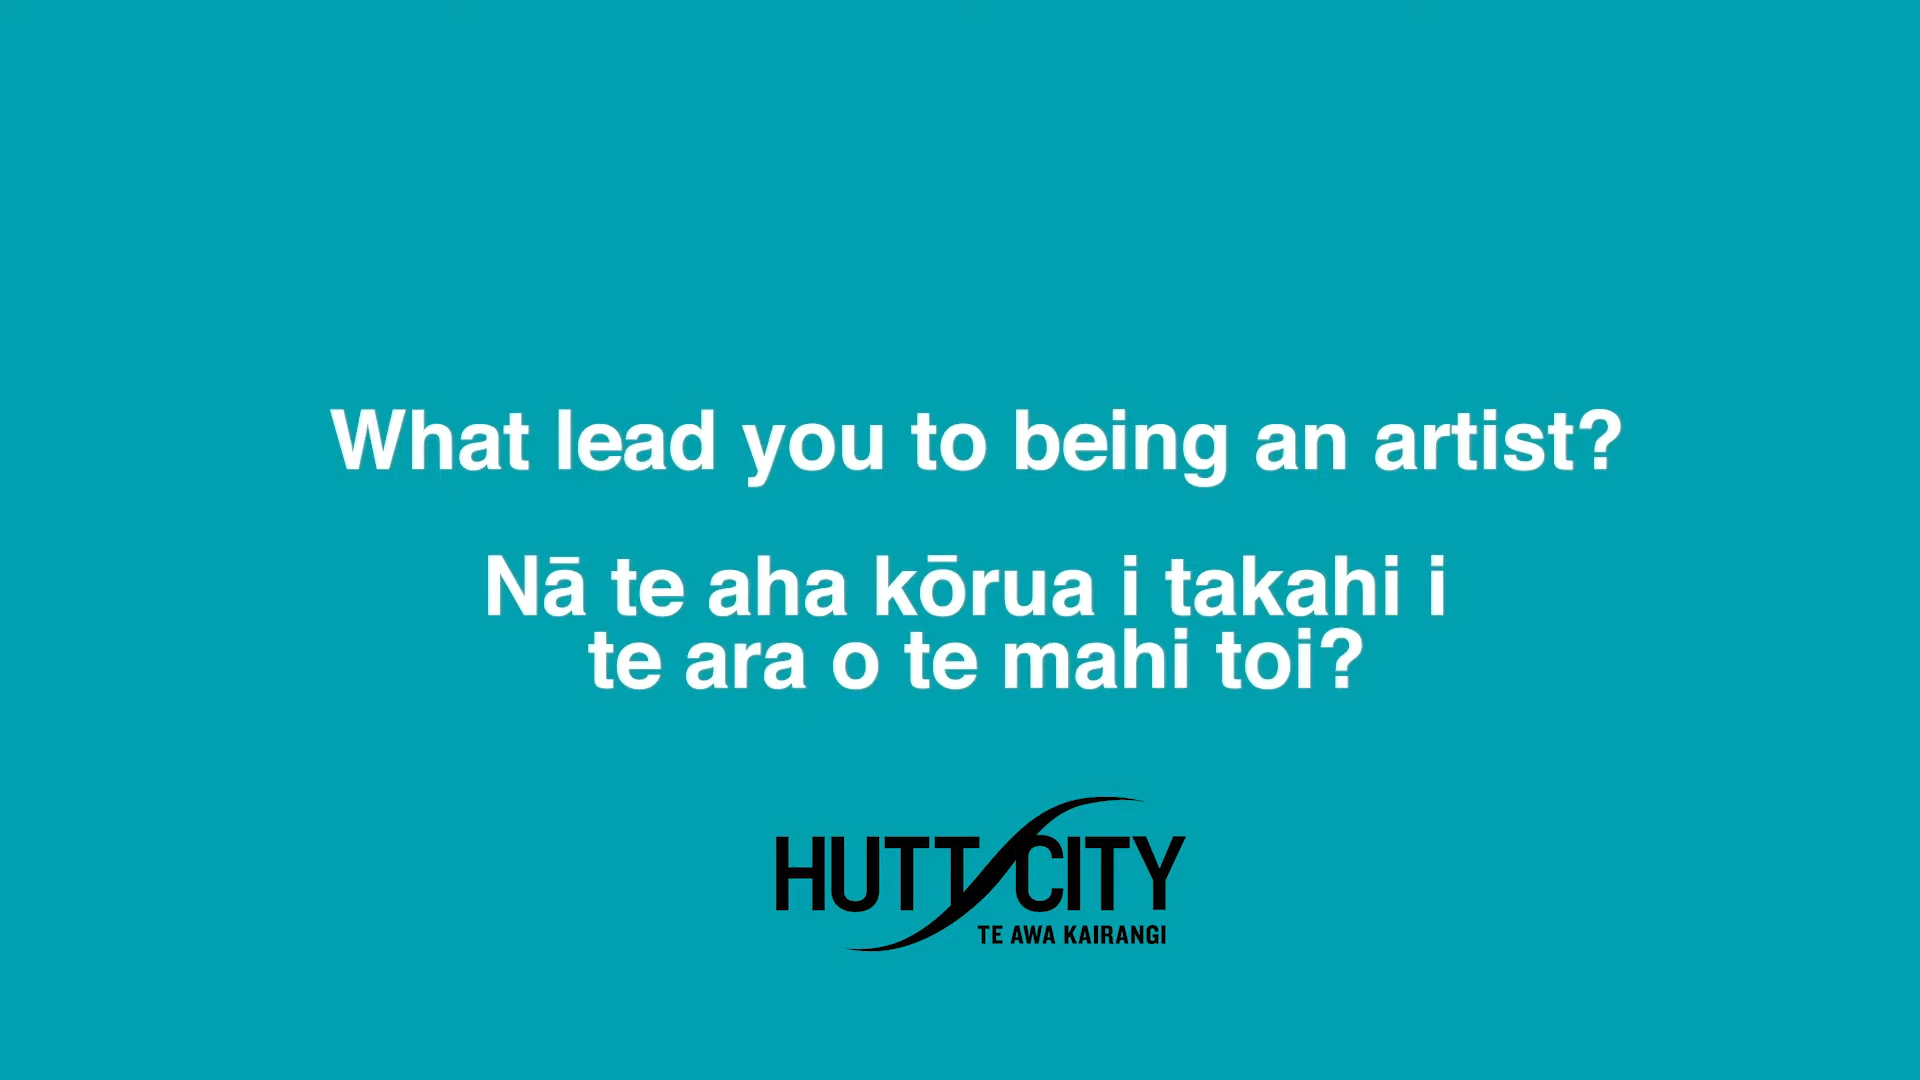 What lead you to being an artist?
Nā te aha kōrua i takahi i
te ara o te mahi toi?
HUTT CITY
TE AWA KAIRANGI